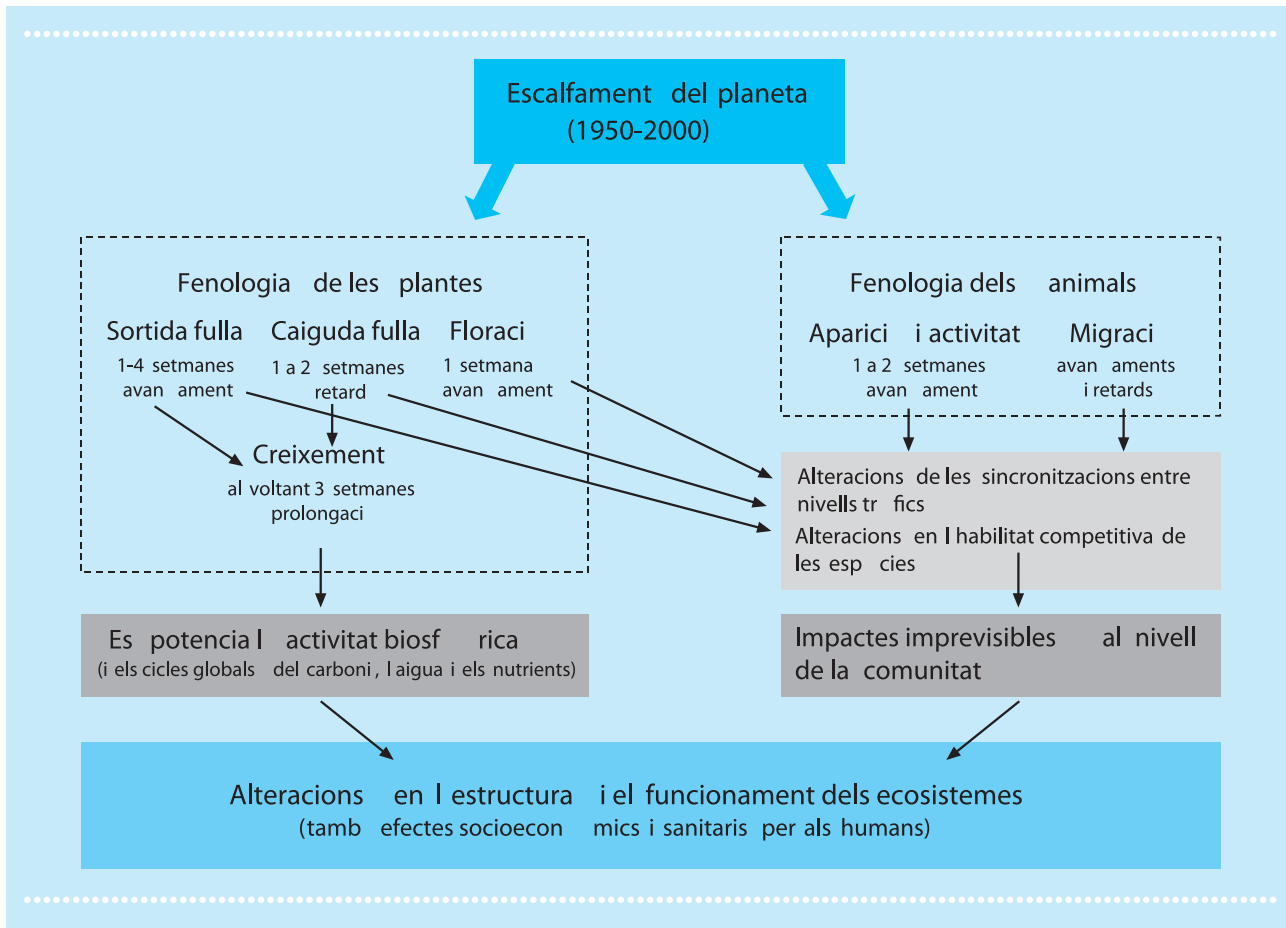 Escalfament del planeta
(1950-2000)
Fenologia de les plantes
Sortida fulla
1-4 setmanes
avan ament
Caiguda fulla
1 a 2 setmanes
retard
Floraci
1 setmana
avan ament
Creixement
al voltant 3 setmanes
prolongaci
Fenologia dels animals
Aparici i activitat
1 a 2 setmanes
avan ament
Migraci
avan aments
i retards
Alteracions de les sincronitzacions entre
nivells tr fics
Alteracions en l habilitat competitiva de
les esp cies
Es potencia l activitat biosf rica
(i els cicles globals del carboni, l aigua i els nutrients)
Impactes imprevisibles al nivell
de la comunitat
Alteracions en l estructura i el funcionament dels ecosistemes
(tamb efectes socioecon mics i sanitaris per als humans)